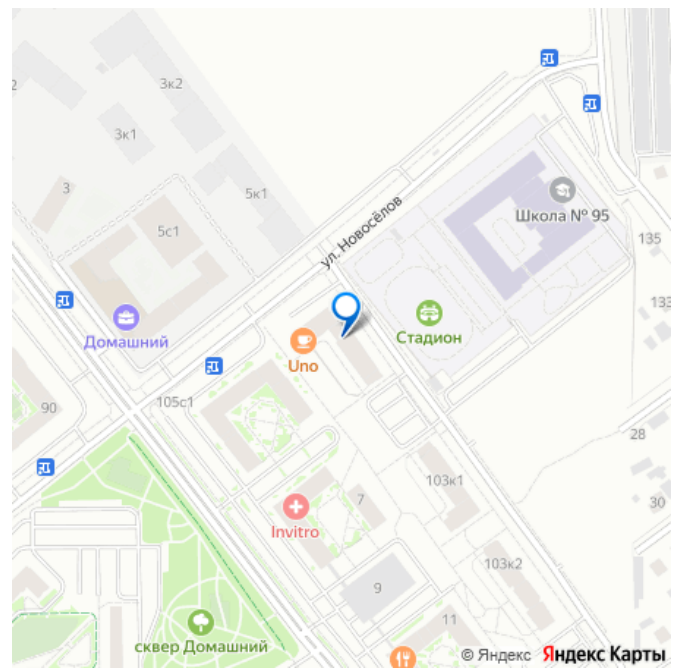 2
3к2
3к1
3
5к1
5с1
ул. Новосёлов
Школа № 95
135
133
Домашний
Стадион
Uno
105с1
90
28
103к1
7
30
Invitro
103к2
9
11
сквер Домашний
© Яндекс Яндекс Карты